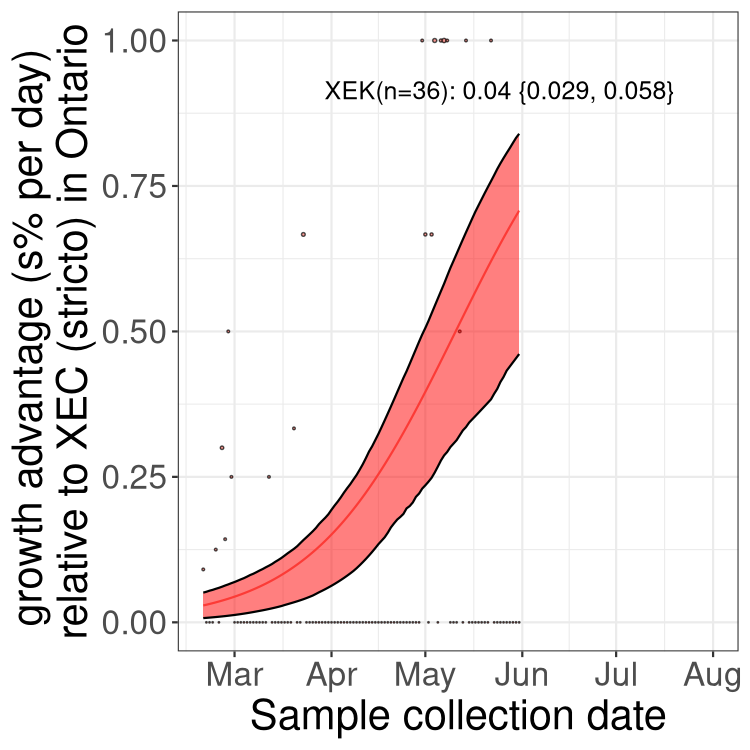 growth advantage (s% per day)
relative to XEC (stricto) in Ontario
1.00
0.75
0.50
0.25
0.00
XEK(n=36): 0.04 {0.029, 0.058}
Mar Apr May Jun Jul Aug
Sample collection date